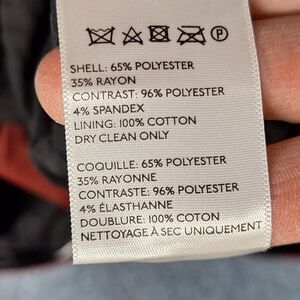 P
SHELL: 65% POLYESTER
35% RAYON
CONTRAST: 96% POLYESTER
4% SPANDEX
LINING: 100% COTTON
DRY CLEAN ONLY
COQUILLE: 65% POLYESTER
35% RAYONNE
CONTRASTE: 96% POLYESTER
4% ÉLASTHANNE
DOUBLURE: 100% COTON
NETTOYAGE À SEC UNIQUEMENT